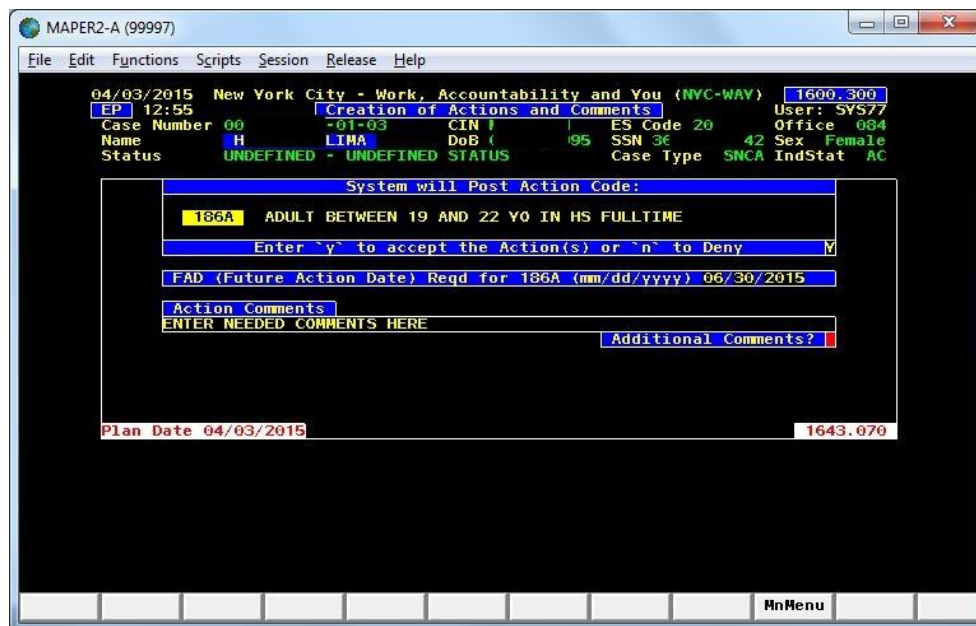 MAPER2-A (99997)
File Edit Functions Scripts Session Release Help
04/03/2015 New York City - Work, Accountability and You (NYC-WAY) 1600.300
EP 12:55 Creation of Actions and Comments User: SYS77
Case Number 00 -01-03 CIN ES Code 20 Office 084
Name H LIMA DoB 95 SSN 36 42 Sex Female
Status UNDEFINED - UNDEFINED STATUS Case Type SNCA IndStat AC
System will Post Action Code:
186A ADULT BETWEEN 19 AND 22 YO IN HS FULLTIME
Enter `y` to accept the Action(s) or `n` to Deny Y
FAD (Future Action Date) Reqd for 186A (mm/dd/yyyy) 06/30/2015
Action Comments
ENTER NEEDED COMMENTS HERE
Additional Comments?
Plan Date 04/03/2015 1643.070
MnMenu